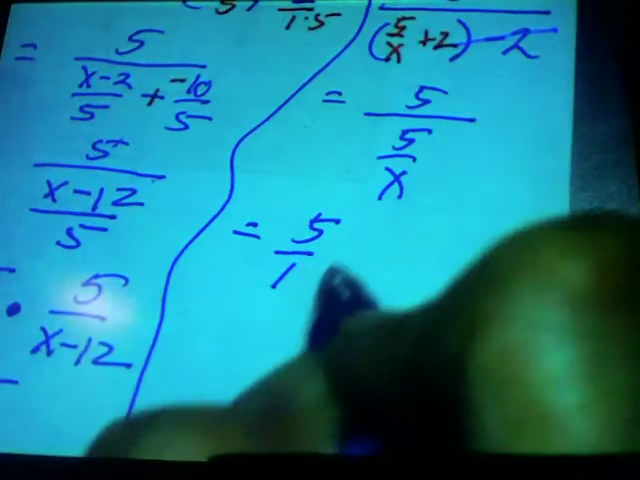 = 5 / ((x-2)/5 + -10/5)
5 / ((x-12)/5)
• 5/(x-12)
5) 1·5
(5/x + 2) - 2
= 5 / (5/x)
= 5/1